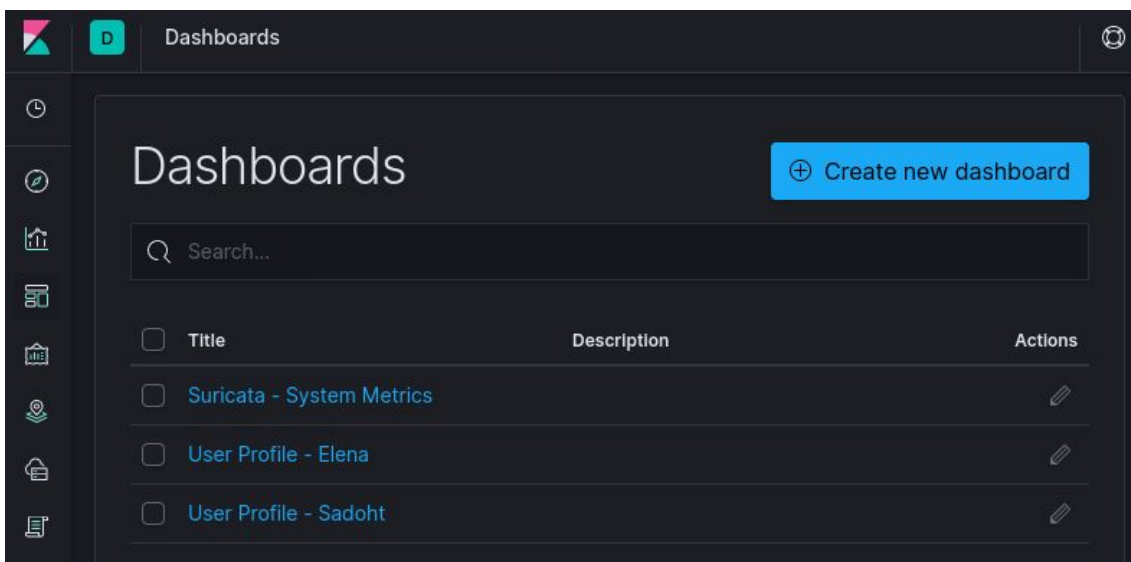 D Dashboards
Dashboards
Create new dashboard
Search...
Title Description Actions
Suricata - System Metrics
User Profile - Elena
User Profile - Sadoht